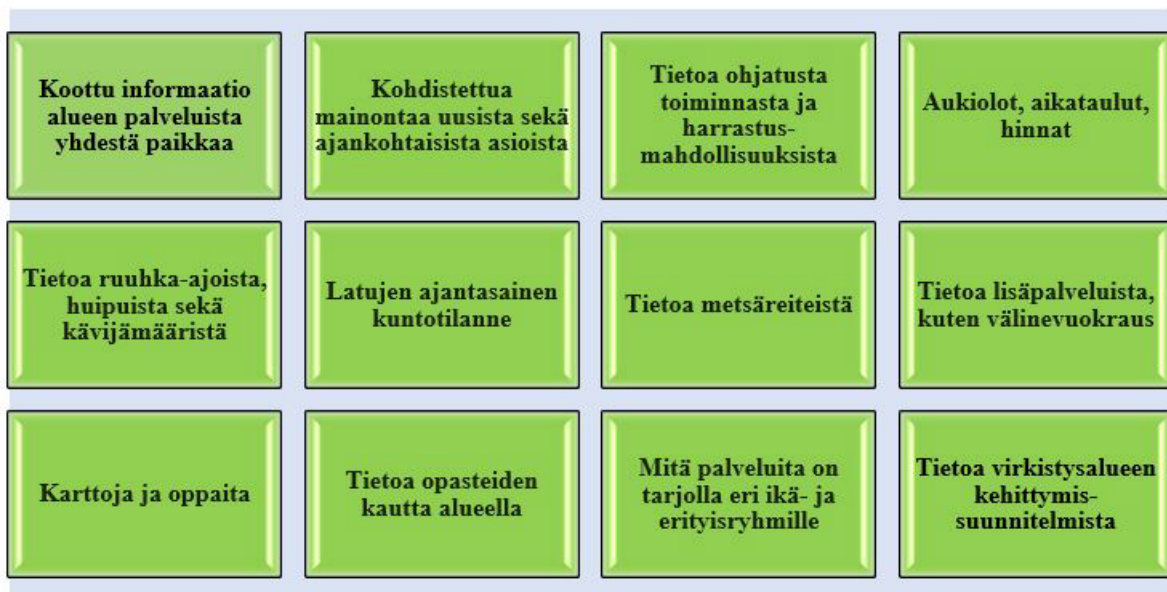 Koottu informaatio
alueen palveluista
yhdestä paikkaa
Kohdistettua
mainontaa uusista sekä
ajankohtaisista asioista
Tietoa ohjatusta
toiminnasta ja
harrastus-
mahdollisuuksista
Aukiolot, aikataulut,
hinnat
Tietoa ruuhka-ajoista,
huipuista sekä
kävijämääristä
Latujen ajantasainen
kuntotilanne
Tietoa metsäreiteistä
Tietoa lisäpalveluista,
kuten välinevuokraus
Karttoja ja oppaita
Tietoa opasteiden
kautta alueella
Mitä palveluita on
tarjolla eri ikä- ja
erityisryhmille
Tietoa virkistysalueen
kehittymis-
suunnitelmista